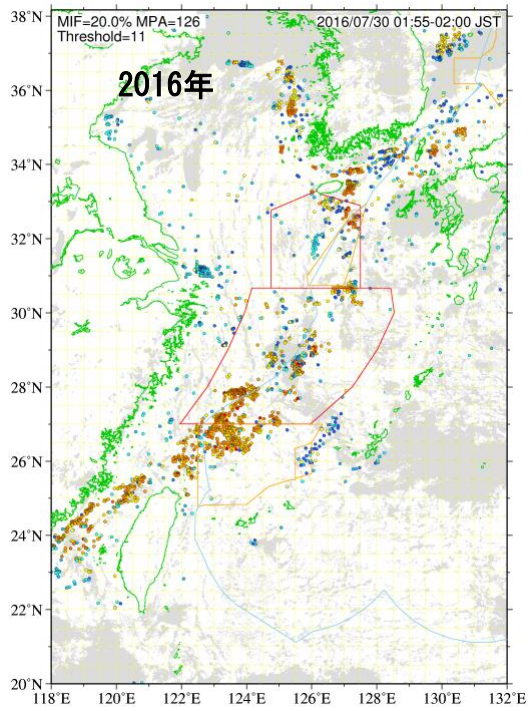 MIF=20.0% MPA=126
2016/07/30 01:55-02:00 JST
Threshold=11
2016年
38°N
36°N
34°N
32°N
30°N
28°N
26°N
24°N
22°N
20°N
118°E
120°E
122°E
124°E
126°E
128°E
130°E
132°E